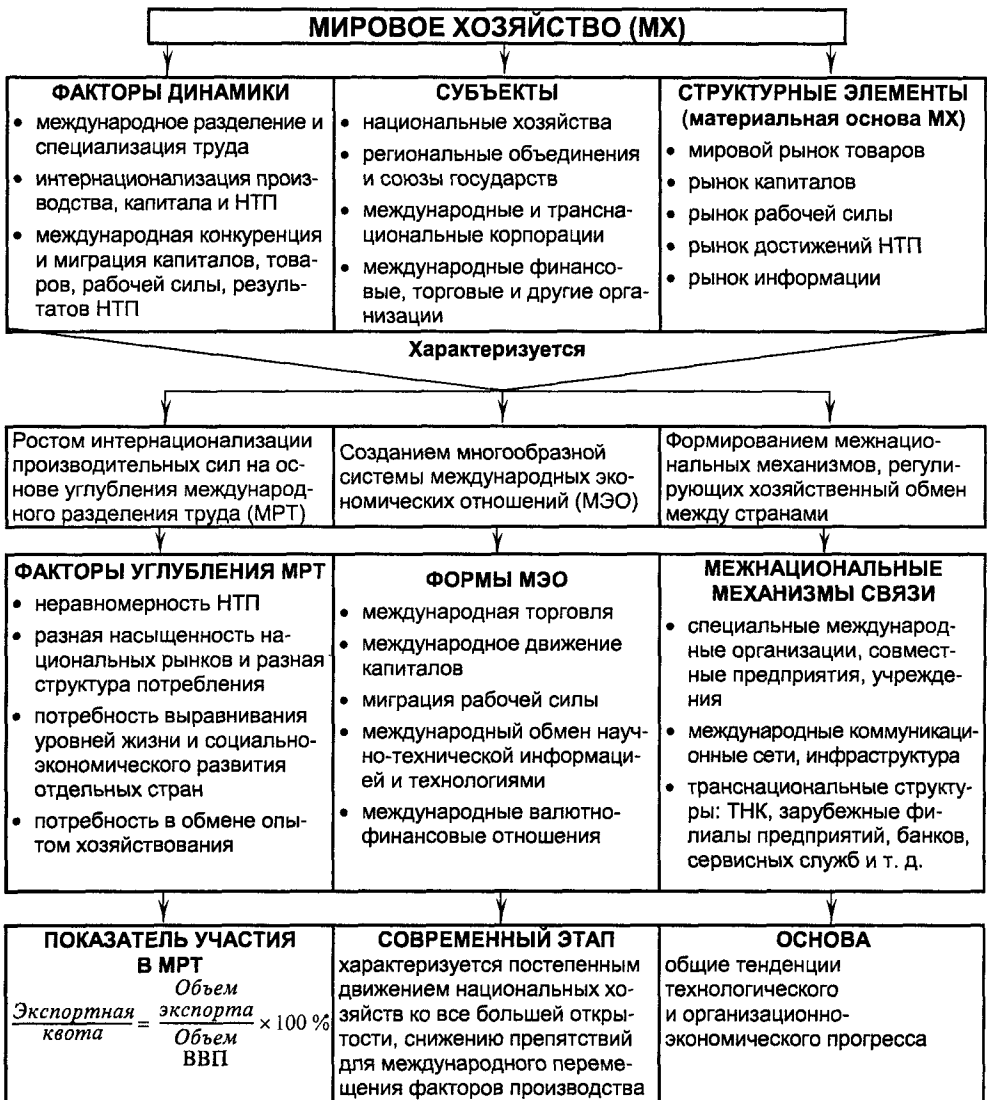 МИРОВОЕ ХОЗЯЙСТВО (МХ)
ФАКТОРЫ ДИНАМИКИ
• международное разделение и
специализация труда
• интернационализация произ-
водства, капитала и НТП
• международная конкуренция
и миграция капиталов, това-
ров, рабочей силы, резуль-
татов НТП
СУБЪЕКТЫ
• национальные хозяйства
• региональные объединения
и союзы государств
• международные и трансна-
циональные корпорации
• международные финансо-
вые, торговые и другие орга-
низации
СТРУКТУРНЫЕ ЭЛЕМЕНТЫ
(материальная основа МХ)
• мировой рынок товаров
• рынок капиталов
• рынок рабочей силы
• рынок достижений НТП
• рынок информации
Характеризуется
Ростом интернационализации
производительных сил на ос-
нове углубления международ-
ного разделения труда (МРТ)
Созданием многообразной
системы международных эко-
номических отношений (МЭО)
Формированием межнацио-
нальных механизмов, регули-
рующих хозяйственный обмен
между странами
ФАКТОРЫ УГЛУБЛЕНИЯ МРТ
• неравномерность НТП
• разная насыщенность на-
циональных рынков и разная
структура потребления
• потребность выравнивания
уровней жизни и социально-
экономического развития
отдельных стран
• потребность в обмене опы-
том хозяйствования
ФОРМЫ МЭО
• международная торговля
• международное движение
капиталов
• миграция рабочей силы
• международный обмен науч-
но-технической информаци-
ей и технологиями
• международные валютно-
финансовые отношения
МЕЖНАЦИОНАЛЬНЫЕ
МЕХАНИЗМЫ СВЯЗИ
• специальные международ-
ные организации, совмест-
ные предприятия, учрежде-
ния
• международные коммуникаци-
онные сети, инфраструктура
• транснациональные структу-
ры: ТНК, зарубежные фи-
лиалы предприятий, банков,
сервисных служб и т. д.
ПОКАЗАТЕЛЬ УЧАСТИЯ
В МРТ
Экспортная
квота
=
Объем
экспорта
Объем
ВВП
× 100 %
СОВРЕМЕННЫЙ ЭТАП
характеризуется постепенным
движением национальных хо-
зяйств ко все большей откры-
тости, снижению препятствий
для международного переме-
щения факторов производства
ОСНОВА
общие тенденции
технологического
и организационно-
экономического прогресса